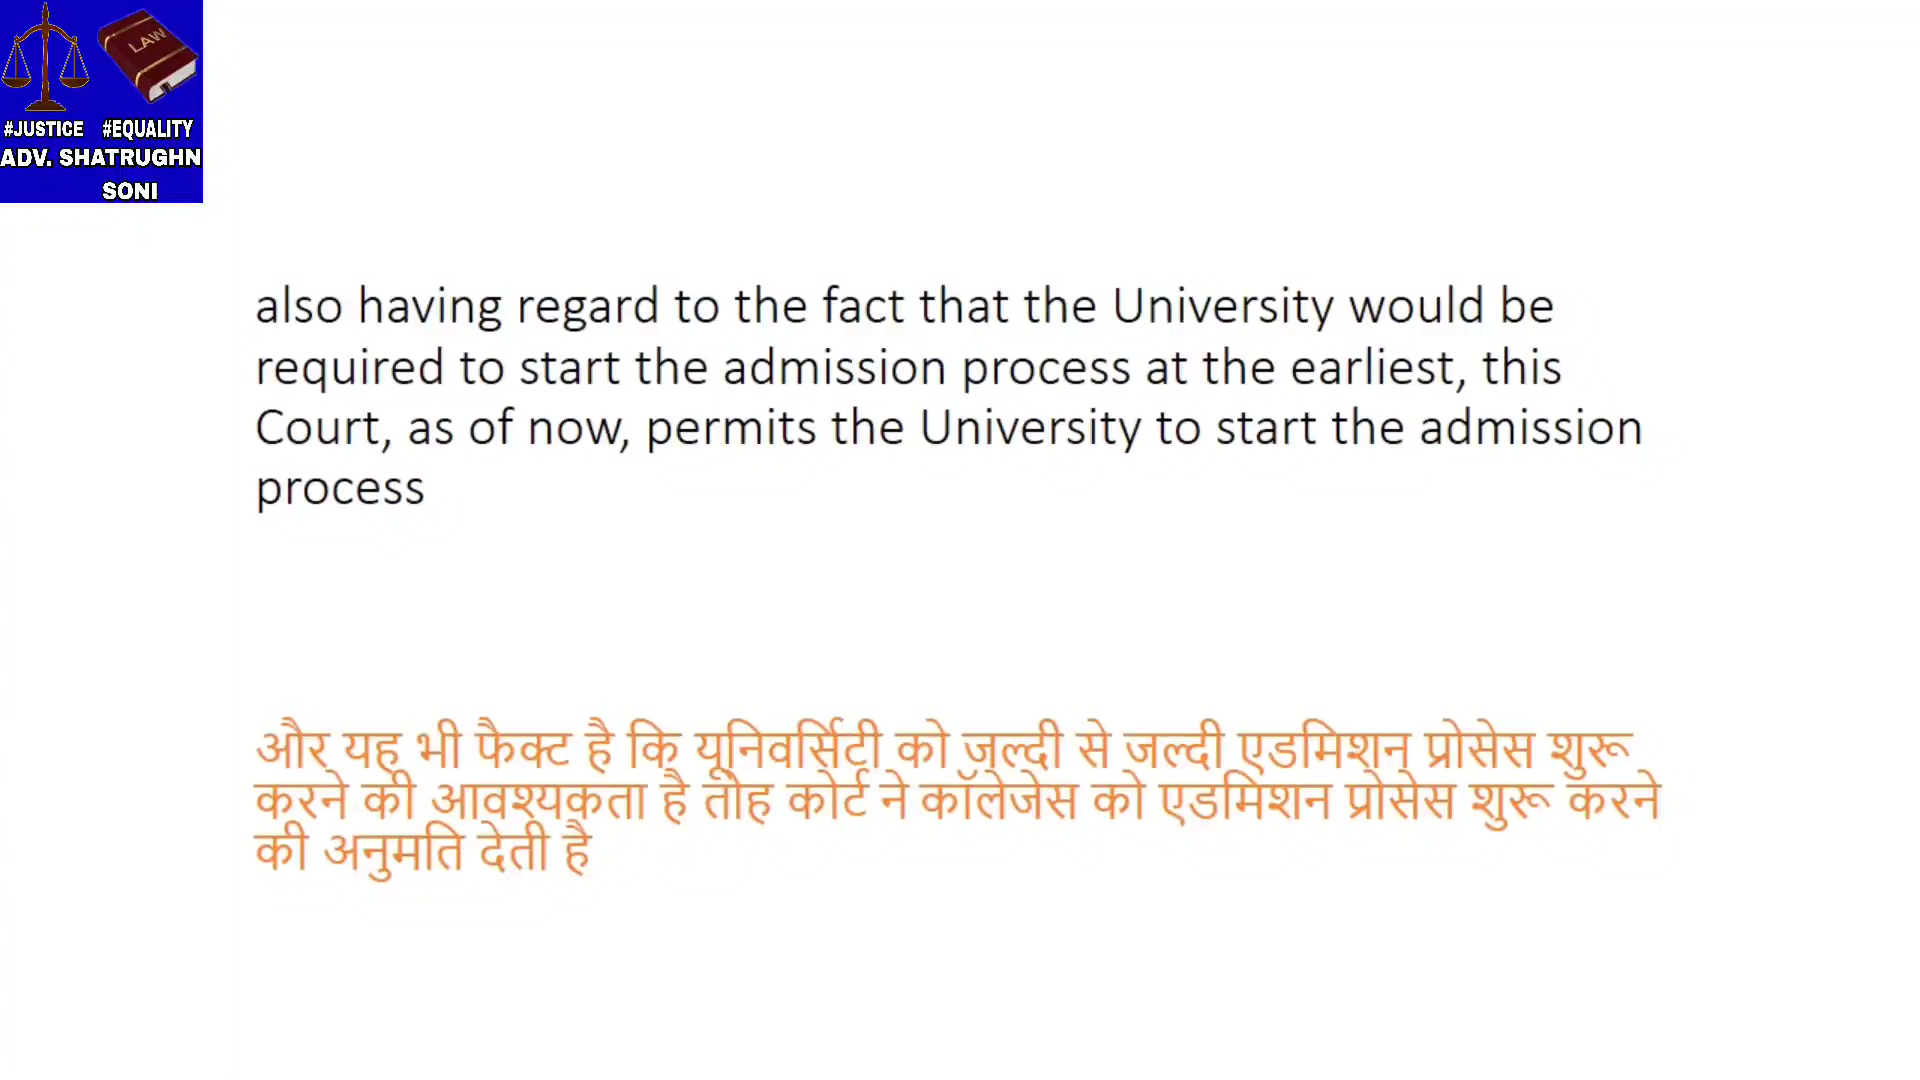 LAW
#JUSTICE #EQUALITY
ADV. SHATRUGHN
SONI
also having regard to the fact that the University would be
required to start the admission process at the earliest, this
Court, as of now, permits the University to start the admission
process
और यह भी फैक्ट है कि यूनिवर्सिटी को जल्दी से जल्दी एडमिशन प्रोसेस शुरू
करने की आवश्यकता है तोह कोर्ट ने कॉलेजेस को एडमिशन प्रोसेस शुरू करने
की अनुमति देती है